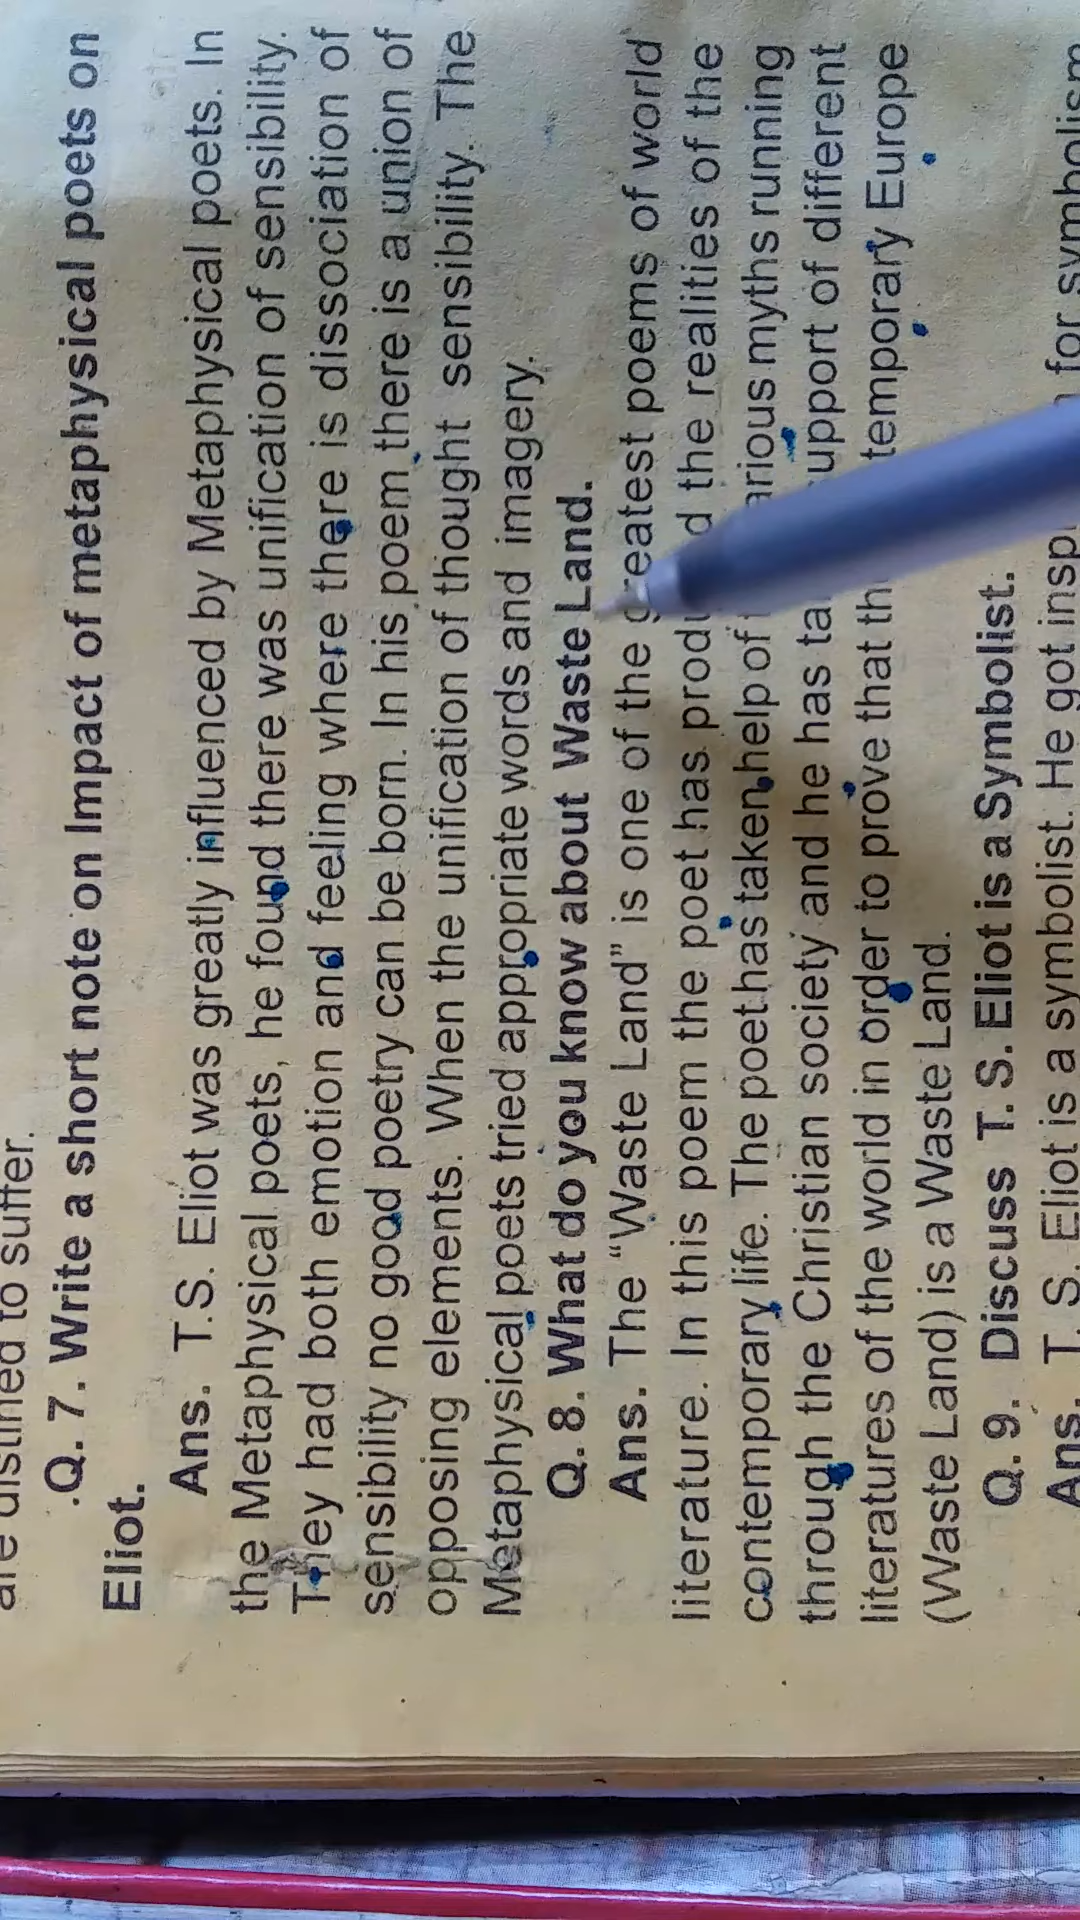 are distined to suffer.
.Q. 7. Write a short note on Impact of metaphysical poets on
Eliot.
Ans. T.S. Eliot was greatly influenced by Metaphysical poets. In
the Metaphysical poets, he found there was unification of sensibility.
They had both emotion and feeling where there is dissociation of
sensibility no good poetry can be born. In his poem there is a union of
opposing elements. When the unification of thought sensibility. The
Metaphysical poets tried appropriate words and imagery.
Q. 8. What do you know about Waste Land.
Ans. The “Waste Land” is one of the greatest poems of world
literature. In this poem the poet has the realities of the
contemporary life. The poet has taken help of myths running
through the Christian society and he has of different
literatures of the world in order to prove that Europe
(Waste Land) is a Waste Land.
Q. 9. Discuss T. S. Eliot is a Symbolist.
Ans. T. S. Eliot is a symbolist. He got for symbolism